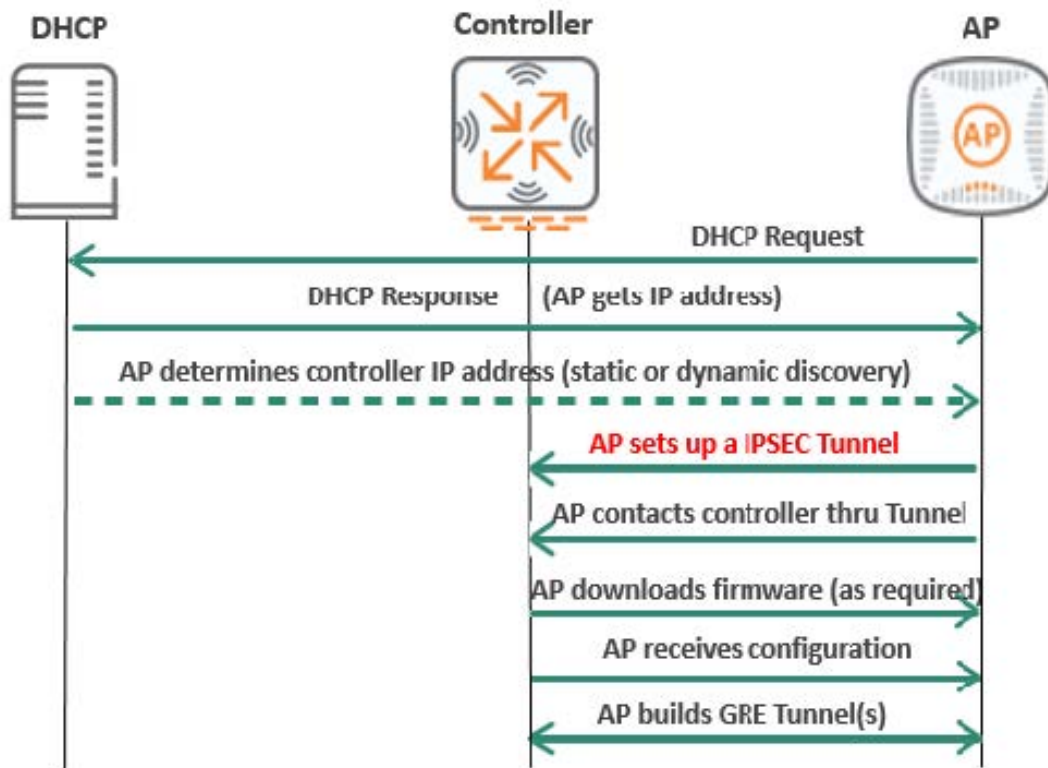 DHCP
Controller
AP
AP
DHCP Request
DHCP Response (AP gets IP address)
AP determines controller IP address (static or dynamic discovery)
AP sets up a IPSEC Tunnel
AP contacts controller thru Tunnel
AP downloads firmware (as required)
AP receives configuration
AP builds GRE Tunnel(s)